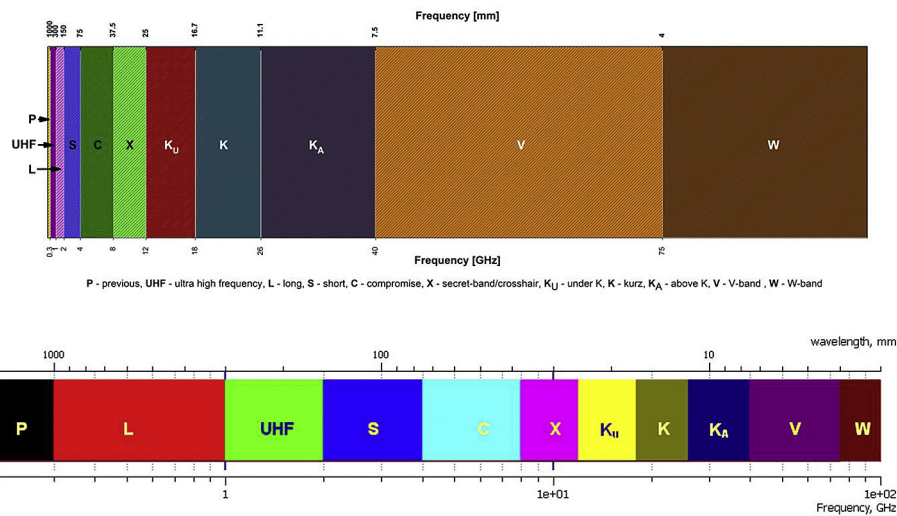 Frequency [mm]
1000 300 150 75 37.5 25 16.7 11.1 7.5 4
P
UHF
L
S C X KU K KA V W
0.3 1 2 4 8 12 18 26 40 75
Frequency [GHz]
P - previous, UHF - ultra high frequency, L - long, S - short, C - compromise, X - secret-band/crosshair, KU - under K, K - kurz, KA - above K, V - V-band , W - W-band
wavelength, mm
1000 100 10
P L UHF S C X Ku K KA V W
1 1e+01 1e+02
Frequency, GHz